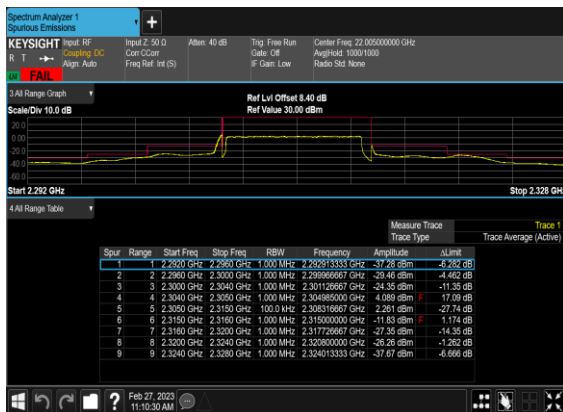 Spectrum Analyzer 1
Spurious Emissions
+
KEYSIGHT Input: RF Input Z: 50 Ω Atten: 40 dB Trig: Free Run Center Freq: 22.005000000 GHz
R T Coupling: DC Corr CCorr Gate: Off Avg|Hold: 1000/1000
Align: Auto Freq Ref: Int (S) IF Gain: Low Radio Std: None
FAIL
3 All Range Graph
Ref Lvl Offset 8.40 dB
Scale/Div 10.0 dB Ref Value 30.00 dBm
20.0
0.00
-20.0
-40.0
-60.0
Start 2.292 GHz Stop 2.328 GH
4 All Range Table
Measure Trace Trace 1
Trace Type Trace Average (Active)
Spur Range Start Freq Stop Freq RBW Frequency Amplitude ΔLimit
1 1 2.2920 GHz 2.2960 GHz 1.000 MHz 2.292913333 GHz -37.28 dBm -6.282 dB
2 2 2.2960 GHz 2.3000 GHz 1.000 MHz 2.299966667 GHz -29.46 dBm -4.462 dB
3 3 2.3000 GHz 2.3040 GHz 1.000 MHz 2.301126667 GHz -24.35 dBm -11.35 dB
4 4 2.3040 GHz 2.3050 GHz 1.000 MHz 2.304985000 GHz 4.089 dBm F 17.09 dB
5 5 2.3050 GHz 2.3150 GHz 100.0 kHz 2.308316667 GHz 2.261 dBm -27.74 dB
6 6 2.3150 GHz 2.3160 GHz 1.000 MHz 2.315000000 GHz -11.83 dBm F 1.174 dB
7 7 2.3160 GHz 2.3200 GHz 1.000 MHz 2.317726667 GHz -27.35 dBm -14.35 dB
8 8 2.3200 GHz 2.3240 GHz 1.000 MHz 2.320800000 GHz -26.26 dBm -1.262 dB
9 9 2.3240 GHz 2.3280 GHz 1.000 MHz 2.324013333 GHz -37.67 dBm -6.666 dB
? Feb 27, 2023
11:10:30 AM